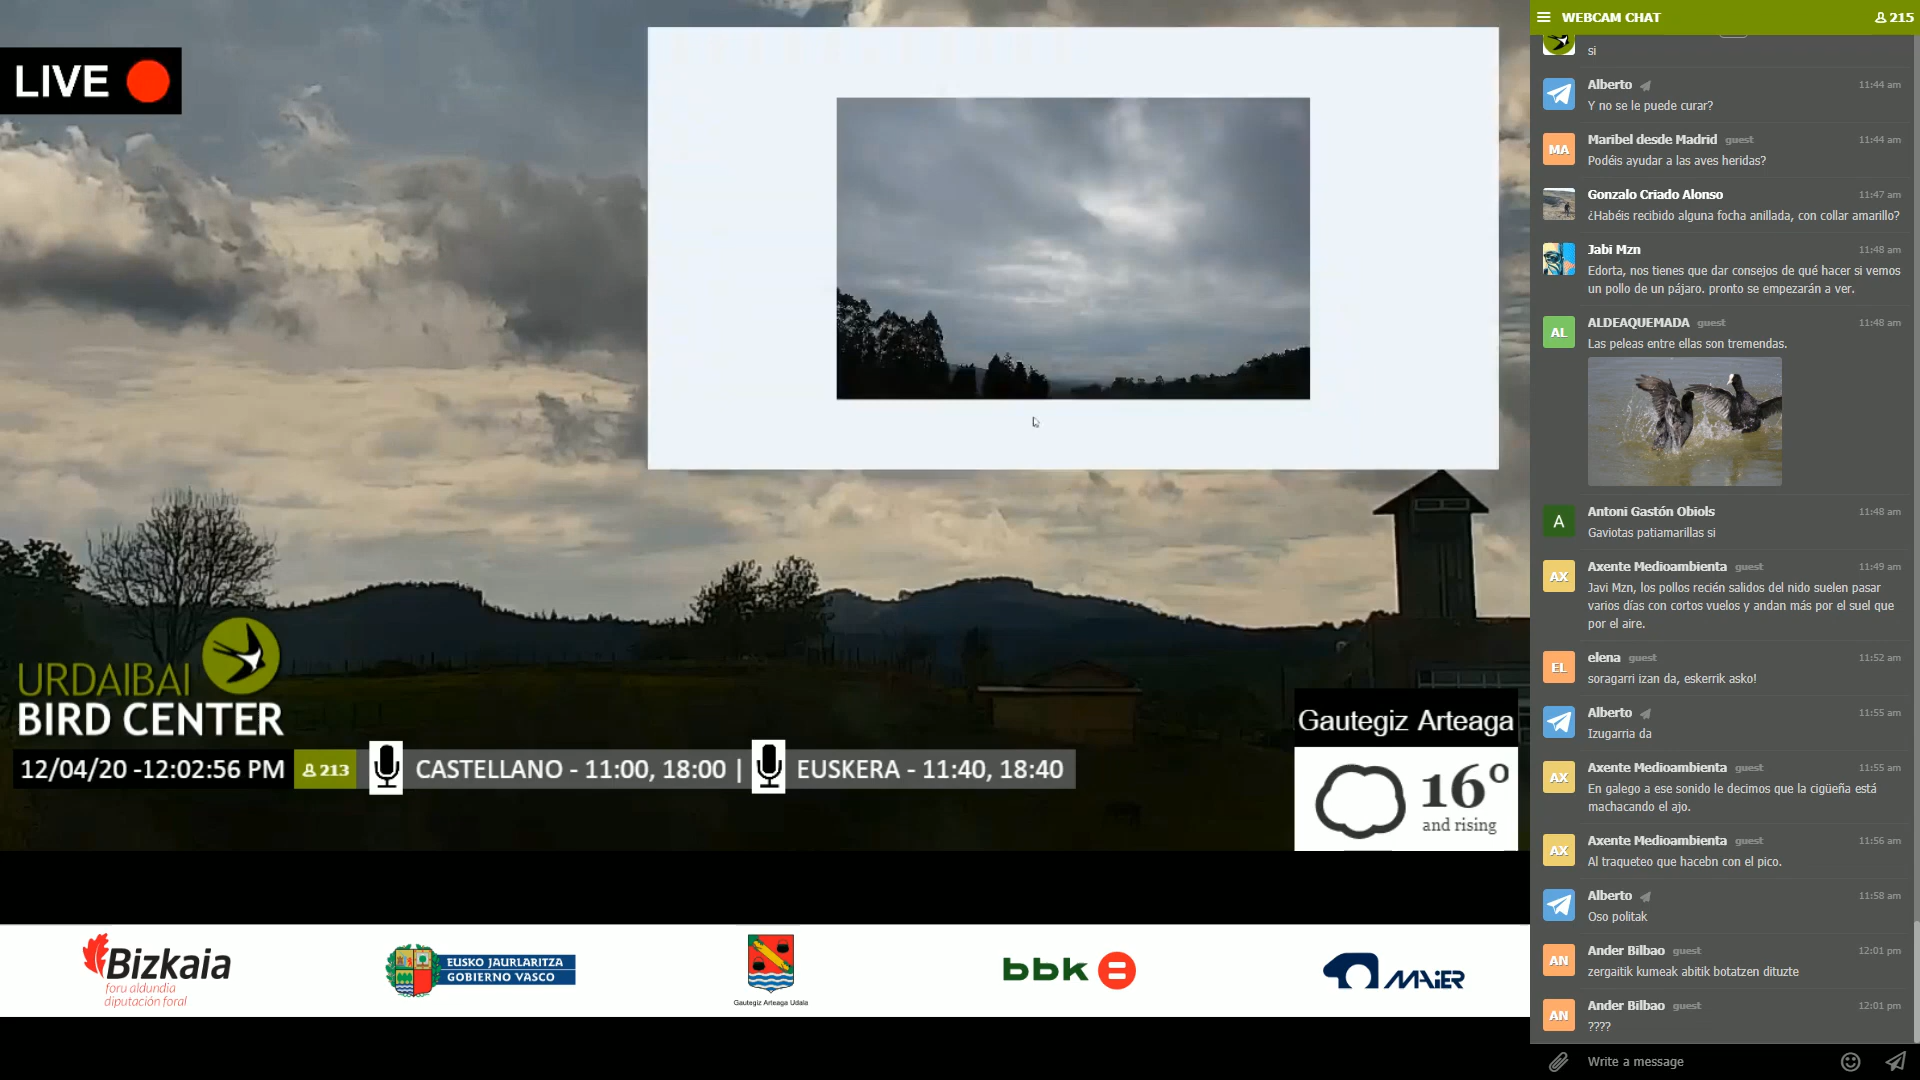 LIVE
URDAIBAI
BIRD CENTER
12/04/20 -12:02:56 PM
213
CASTELLANO - 11:00, 18:00 |
EUSKERA - 11:40, 18:40
Gautegiz Arteaga
16º
and rising
Bizkaia
foru aldundia
diputación foral
EUSKO JAURLARITZA
GOBIERNO VASCO
Gautegiz Arteaga Udala
bbk
MAIER
WEBCAM CHAT
215
si
Alberto
11:44 am
Y no se le puede curar?
MA
Maribel desde Madrid guest
11:44 am
Podéis ayudar a las aves heridas?
Gonzalo Criado Alonso
11:47 am
¿Habéis recibido alguna focha anillada, con collar amarillo?
Jabi Mzn
11:48 am
Edorta, nos tienes que dar consejos de qué hacer si vemos
un pollo de un pájaro. pronto se empezarán a ver.
AL
ALDEAQUEMADA guest
11:48 am
Las peleas entre ellas son tremendas.
A
Antoni Gastón Obiols
11:48 am
Gaviotas patiamarillas si
AX
Axente Medioambienta guest
11:49 am
Javi Mzn, los pollos recién salidos del nido suelen pasar
varios días con cortos vuelos y andan más por el suel que
por el aire.
EL
elena guest
11:52 am
soragarri izan da, eskerrik asko!
Alberto
11:55 am
Izugarria da
AX
Axente Medioambienta guest
11:55 am
En galego a ese sonido le decimos que la cigüeña está
machacando el ajo.
AX
Axente Medioambienta guest
11:56 am
Al traqueteo que hacebn con el pico.
Alberto
11:58 am
Oso politak
AN
Ander Bilbao guest
12:01 pm
zergaitik kumeak abitik botatzen dituzte
AN
Ander Bilbao guest
12:01 pm
????
Write a message